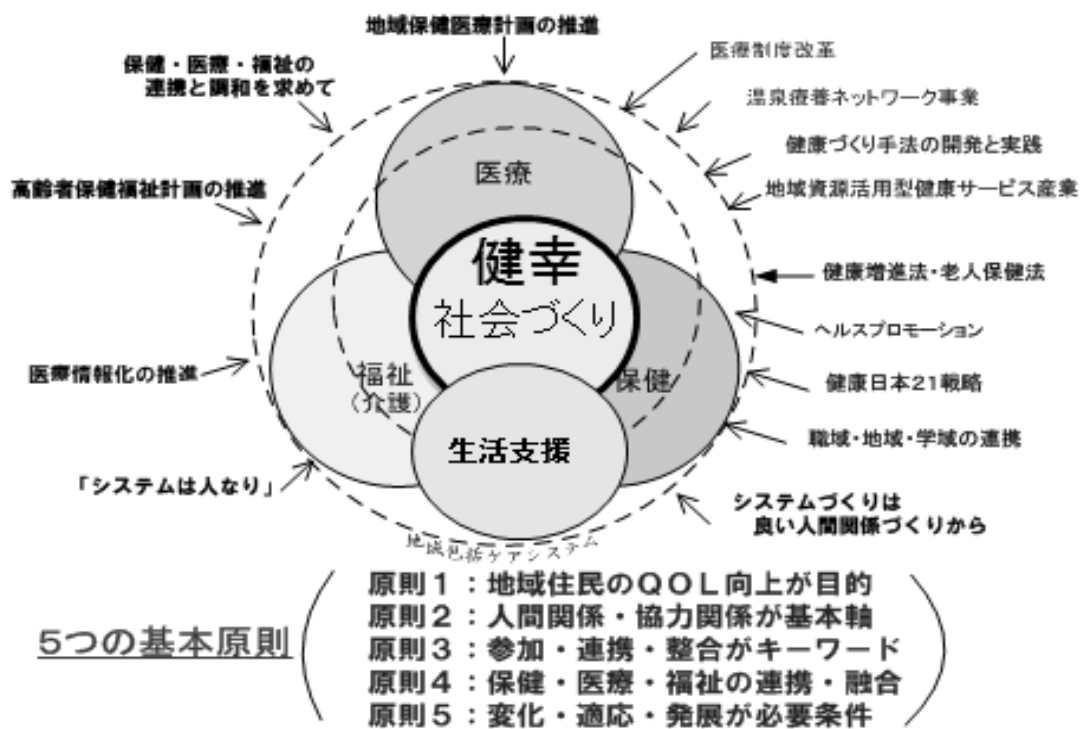 地域保健医療計画の推進
保健・医療・福祉の
連携と調和を求めて
医療制度改革
温泉療養ネットワーク事業
健康づくり手法の開発と実践
高齢者保健福祉計画の推進
地域資源活用型健康サービス産業
医療
健幸
社会づくり
健康増進法・老人保健法
ヘルスプロモーション
医療情報化の推進
福祉
(介護)
保健
健康日本21戦略
生活支援
職域・地域・学域の連携
「システムは人なり」
システムづくりは
良い人間関係づくりから
地域包括ケアシステム
5つの基本原則
原則1:地域住民のQOL向上が目的
原則2:人間関係・協力関係が基本軸
原則3:参加・連携・整合がキーワード
原則4:保健・医療・福祉の連携・融合
原則5:変化・適応・発展が必要条件